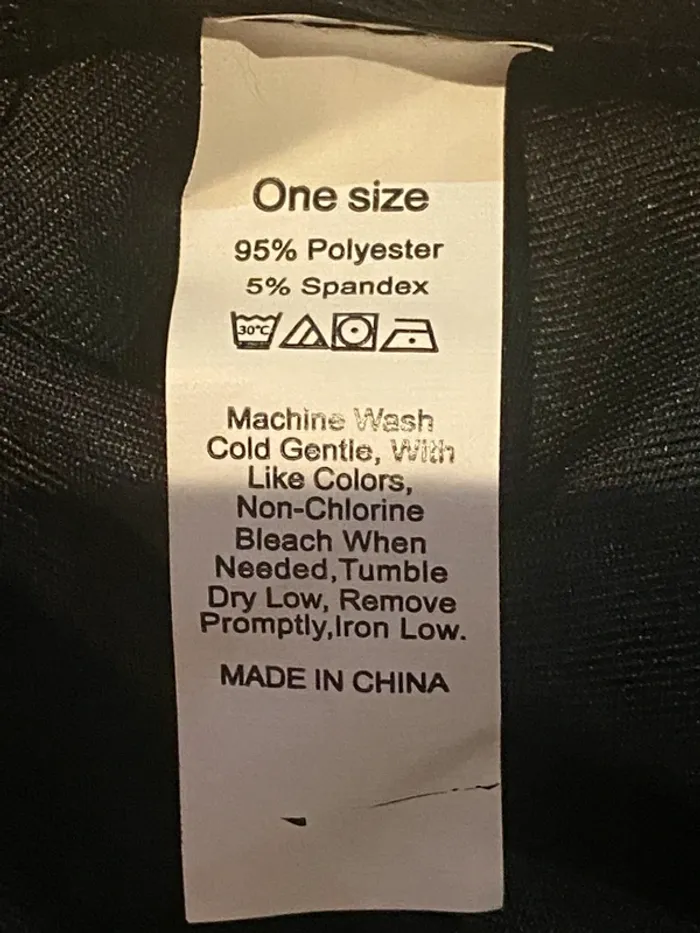 One size
95% Polyester
5% Spandex
30°C
Machine Wash
Cold Gentle, With
Like Colors,
Non-Chlorine
Bleach When
Needed,Tumble
Dry Low, Remove
Promptly,Iron Low.
MADE IN CHINA